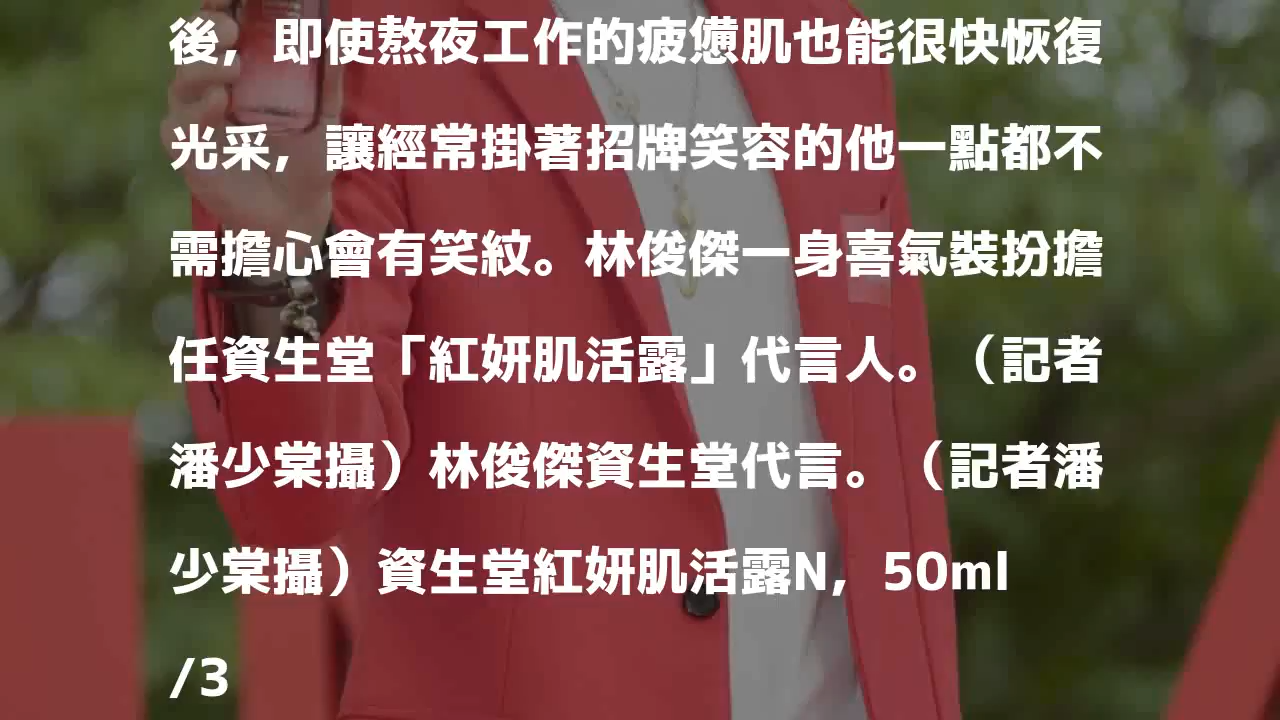 後，即使熬夜工作的疲憊肌也能很快恢復
光采，讓經常掛著招牌笑容的他一點都不
需擔心會有笑紋。林俊傑一身喜氣裝扮擔
任資生堂「紅妍肌活露」代言人。（記者
潘少棠攝）林俊傑資生堂代言。（記者潘
少棠攝）資生堂紅妍肌活露N，50ml
/3